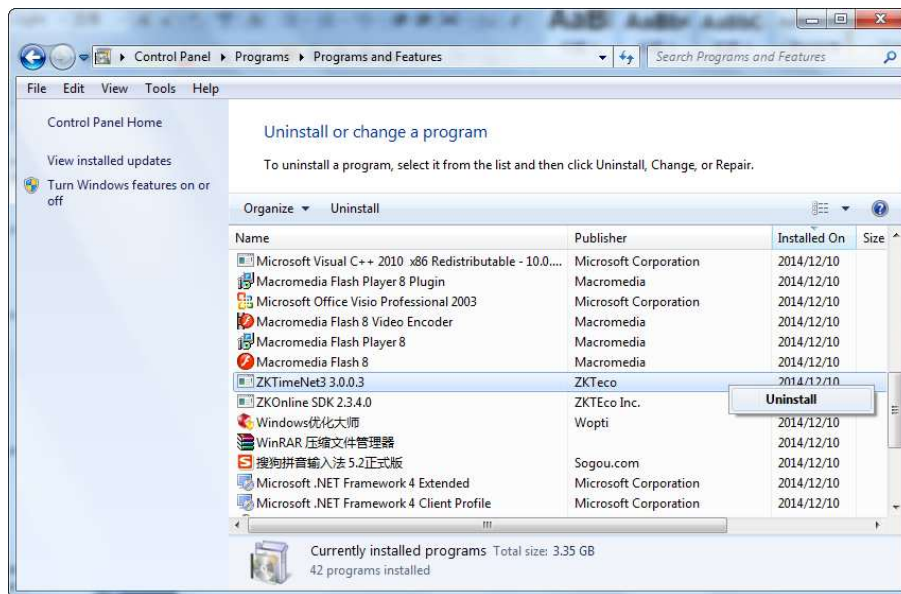 Control Panel ▸ Programs ▸ Programs and Features
Search Programs and Features
File Edit View Tools Help
Control Panel Home
View installed updates
Turn Windows features on or
off
Uninstall or change a program
To uninstall a program, select it from the list and then click Uninstall, Change, or Repair.
Organize Uninstall
Name Publisher Installed On Size
Microsoft Visual C++ 2010 x86 Redistributable - 10.0.... Microsoft Corporation 2014/12/10
Macromedia Flash Player 8 Plugin Macromedia 2014/12/10
Microsoft Office Visio Professional 2003 Microsoft Corporation 2014/12/10
Macromedia Flash 8 Video Encoder Macromedia 2014/12/10
Macromedia Flash Player 8 Macromedia 2014/12/10
Macromedia Flash 8 Macromedia 2014/12/10
ZKTimeNet3 3.0.0.3 ZKTeco 2014/12/10
Uninstall
ZKOnline SDK 2.3.4.0 ZKTEco Inc.
Windows优化大师 Wopti 2014/12/10
WinRAR 压缩文件管理器 2014/12/10
搜狗拼音输入法 5.2正式版 Sogou.com 2014/12/10
Microsoft .NET Framework 4 Extended Microsoft Corporation 2014/12/10
Microsoft .NET Framework 4 Client Profile Microsoft Corporation 2014/12/10
Currently installed programs Total size: 3.35 GB
42 programs installed